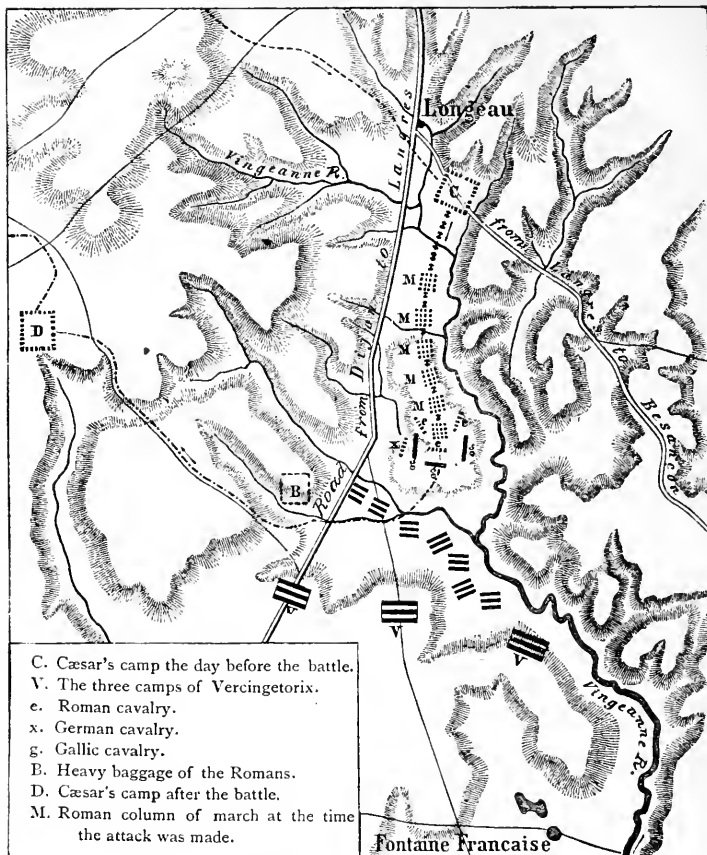 Longeau
Vingeanne R.
C
Road from Dijon to Langres
from Langres to Besancon
M
M
M
M
M
D
B
e
e
x
g
g
g
V
V
V
Vingeanne R.
Fontaine Francaise
C. Cæsar's camp the day before the battle.
V. The three camps of Vercingetorix.
e. Roman cavalry.
x. German cavalry.
g. Gallic cavalry.
B. Heavy baggage of the Romans.
D. Cæsar's camp after the battle.
M. Roman column of march at the time
the attack was made.